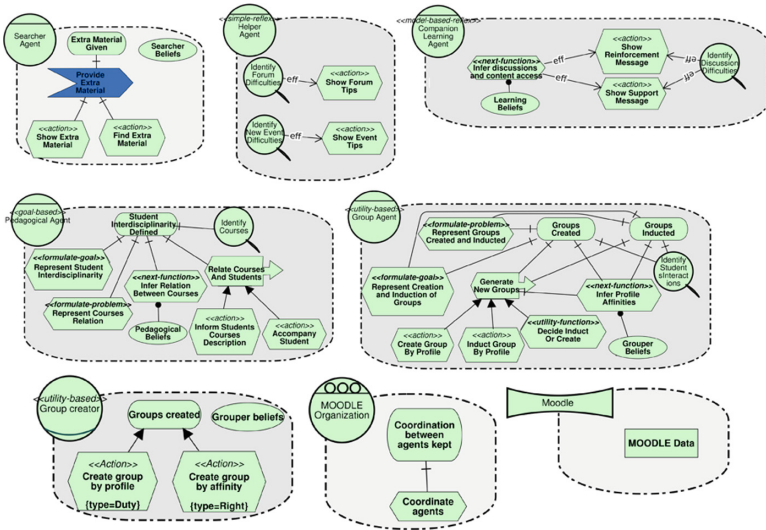 Searcher
Agent
Extra Material
Given
Searcher
Beliefs
Provide
Extra
Material
<<action>>
Show Extra
Material
<<action>>
Find Extra
Material
<<simple-reflex>>
Helper
Agent
Identify
Forum
Difficulties
eff
<<action>>
Show Forum
Tips
Identify
New Event
Difficulties
eff
<<action>>
Show Event
Tips
<<model-based-reflex>>
Companion
Learning Agent
<<next-function>>
Infer discussions
and content access
eff
eff
Learning
Beliefs
<<action>>
Show
Reinforcement
Message
<<action>>
Show Support
Message
eff
eff
Identify
Discussion
Difficulties
<<goal-based>>
Pedagogical Agent
Student
Interdisciplinarity
Defined
Identify
Courses
<<formulate-goal>>
Represent Student
Interdisciplinarity
<<next-function>>
Infer Relation
Between Courses
Relate Courses
And Students
<<formulate-problem>>
Represent Courses
Relation
Pedagogical
Beliefs
<<action>>
Inform Students
Courses
Description
<<action>>
Accompany
Student
<<utility-based>>
Group Agent
<<formulate-problem>>
Represent Groups
Created and Inducted
Groups
Created
Groups
Inducted
<<formulate-goal>>
Represent Creation
and Induction of
Groups
Generate
New Groups
<<next-function>>
Infer Profile
Affinities
Identify
Student
sInteract
ions
<<action>>
Create Group
By Profile
<<action>>
Induct Group
By Profile
<<utility-function>>
Decide Induct
Or Create
Grouper
Beliefs
<<utility-based>>
Group creator
Groups created
Grouper beliefs
<<Action>>
Create group
by profile
{type=Duty}
<<Action>>
Create group
by affinity
{type=Right}
MOODLE
Organization
Coordination
between
agents kept
Coordinate
agents
Moodle
MOODLE Data